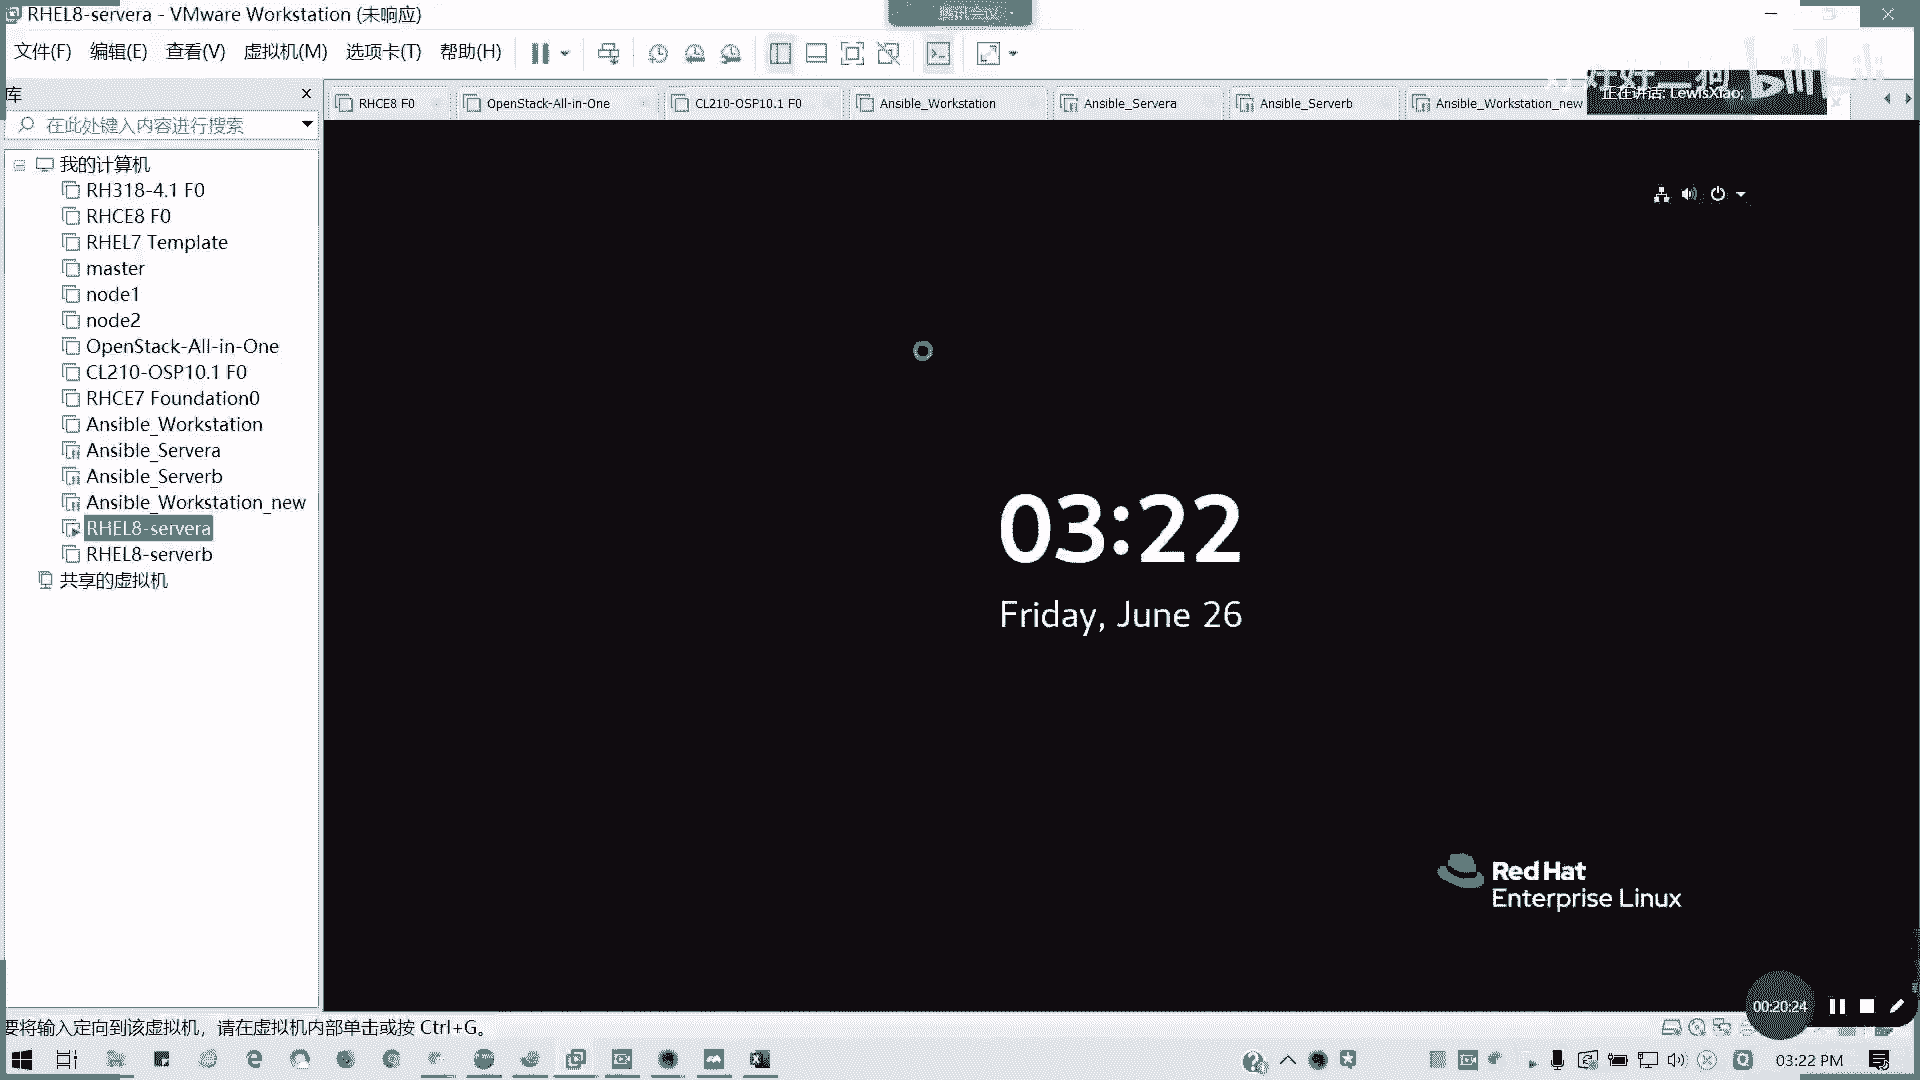 RHEL8-servera - VMware Workstation (未响应)
腾讯会议
文件(F) 编辑(E) 查看(V) 虚拟机(M) 选项卡(T) 帮助(H)
正在讲话: LewisXiao;
库
RHCE8 F0 OpenStack-All-in-One CL210-OSP10.1 F0 Ansible_Workstation Ansible_Servera Ansible_Serverb Ansible_Workstation_new
在此处键入内容进行搜索
我的计算机
RH318-4.1 F0
RHCE8 F0
RHEL7 Template
master
node1
node2
OpenStack-All-in-One
CL210-OSP10.1 F0
RHCE7 Foundation0
Ansible_Workstation
Ansible_Servera
Ansible_Serverb
Ansible_Workstation_new
RHEL8-servera
RHEL8-serverb
共享的虚拟机
03:22
Friday, June 26
Red Hat
Enterprise Linux
00:20:24
要将输入定向到该虚拟机，请在虚拟机内部单击或按 Ctrl+G。
03:22 PM